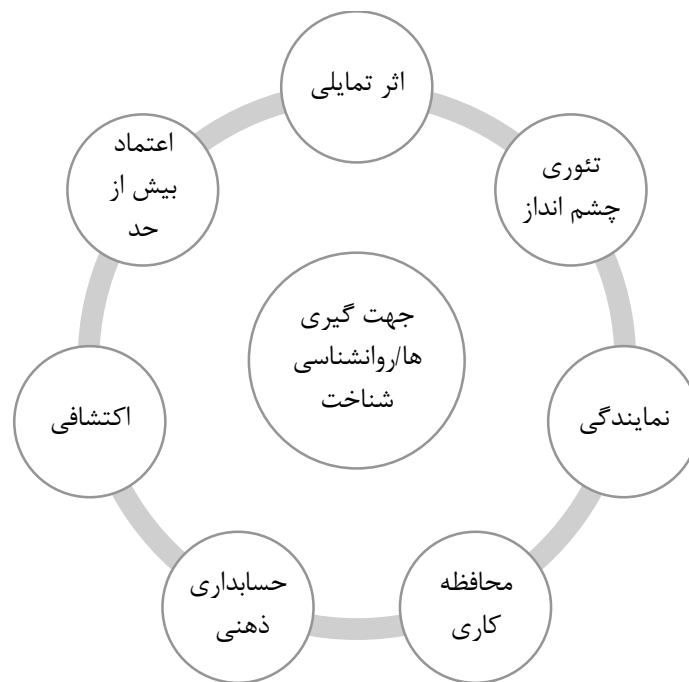 اثر تمایلی
تئوری
چشم انداز
نمایندگی
محافظه
کاری
حسابداری
ذهنی
اکتشافی
اعتماد
بیش از
حد
جهت گیری
ها/روانشناسی
شناخت